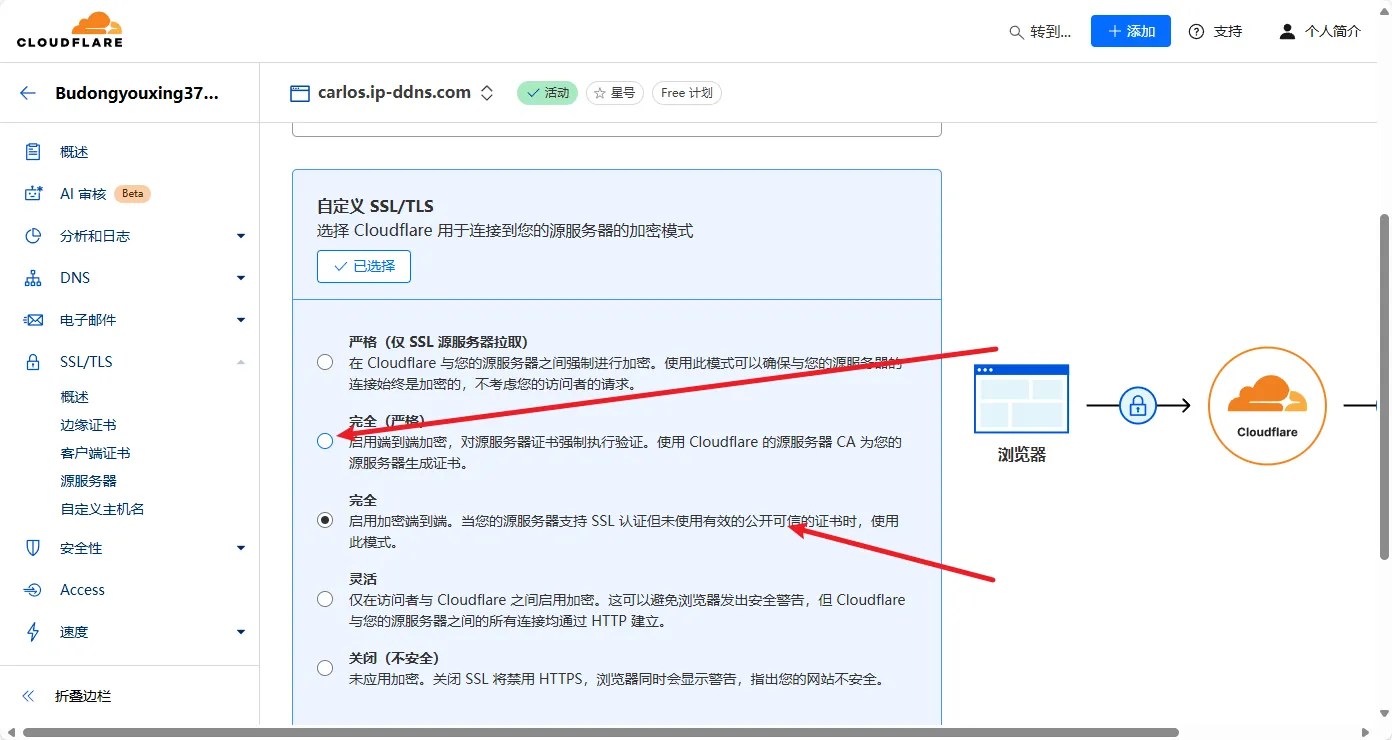 CLOUDFLARE
转到...
添加
支持
个人简介
Budongyouxing37...
carlos.ip-ddns.com
活动
星号
Free 计划
概述
AI 审核
Beta
分析和日志
DNS
电子邮件
SSL/TLS
概述
边缘证书
客户端证书
源服务器
自定义主机名
安全性
Access
速度
折叠边栏
自定义 SSL/TLS
选择 Cloudflare 用于连接到您的源服务器的加密模式
已选择
严格（仅 SSL 源服务器拉取）
在 Cloudflare 与您的源服务器之间强制进行加密。使用此模式可以确保与您的源服务器的
连接始终是加密的，不考虑您的访问者的请求。
完全（严格）
启用端到端加密，对源服务器证书强制执行验证。使用 Cloudflare 的源服务器 CA 为您的
源服务器生成证书。
完全
启用加密端到端。当您的源服务器支持 SSL 认证但未使用有效的公开可信的证书时，使用
此模式。
灵活
仅在访问者与 Cloudflare 之间启用加密。这可以避免浏览器发出安全警告，但 Cloudflare
与您的源服务器之间的所有连接均通过 HTTP 建立。
关闭（不安全）
未应用加密。关闭 SSL 将禁用 HTTPS，浏览器同时会显示警告，指出您的网站不安全。
浏览器
Cloudflare